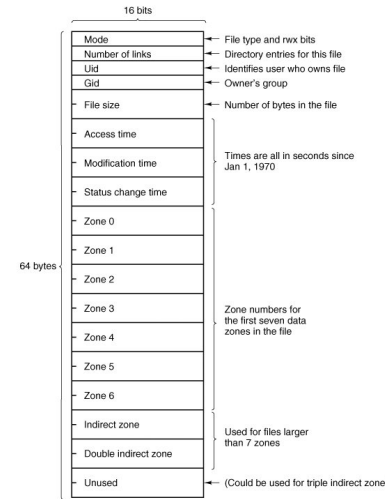 16 bits
Mode
File type and rwx bits
Number of links
Directory entries for this file
Uid
Identifies user who owns file
Gid
Owner's group
File size
Number of bytes in the file
Access time
Modification time
Status change time
Times are all in seconds since
Jan 1, 1970
64 bytes
Zone 0
Zone 1
Zone 2
Zone 3
Zone 4
Zone 5
Zone 6
Zone numbers for
the first seven data
zones in the file
Indirect zone
Double indirect zone
Used for files larger
than 7 zones
Unused
(Could be used for triple indirect zone